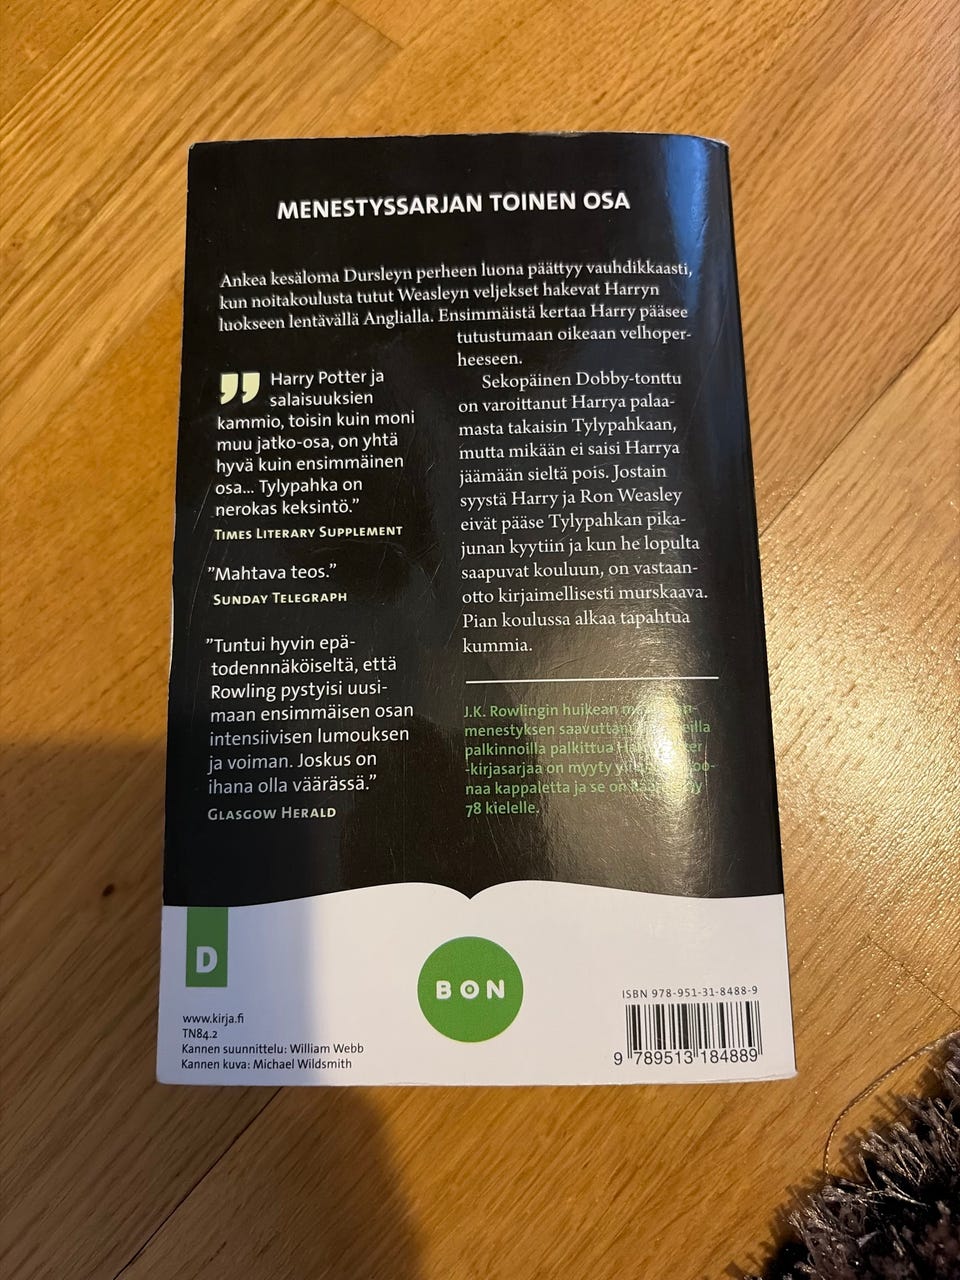 MENESTYSSARJAN TOINEN OSA
Ankea kesäloma Dursleyn perheen luona päättyy vauhdikkaasti,
kun noitakoulusta tutut Weasleyn veljekset hakevat Harryn
luokseen lentävällä Anglialla. Ensimmäistä kertaa Harry pääsee
tutustumaan oikeaan velhoper-
heeseen.
Sekopäinen Dobby-tonttu
on varoittanut Harrya palaa-
masta takaisin Tylypahkaan,
mutta mikään ei saisi Harrya
jäämään sieltä pois. Jostain
syystä Harry ja Ron Weasley
eivät pääse Tylypahkan pika-
junan kyytiin ja kun he lopulta
saapuvat kouluun, on vastaan-
otto kirjaimellisesti murskaava.
Pian koulussa alkaa tapahtua
kummia.
” Harry Potter ja
salaisuuksien
kammio, toisin kuin moni
muu jatko-osa, on yhtä
hyvä kuin ensimmäinen
osa... Tylypahka on
nerokas keksintö.”
TIMES LITERARY SUPPLEMENT
”Mahtava teos.”
SUNDAY TELEGRAPH
”Tuntui hyvin epä-
todennnäköiseltä, että
Rowling pystyisi uusi-
maan ensimmäisen osan
intensiivisen lumouksen
ja voiman. Joskus on
ihana olla väärässä.”
GLASGOW HERALD
J.K. Rowlingin huikean
menestyksen
palkinnoilla palkittua
-kirjasarjaa on myyty
naa kappaletta ja se on
78 kielelle.
D
BON
www.kirja.fi
TN84.2
Kannen suunnittelu: William Webb
Kannen kuva: Michael Wildsmith
ISBN 978-951-31-8488-9
9 789513 184889